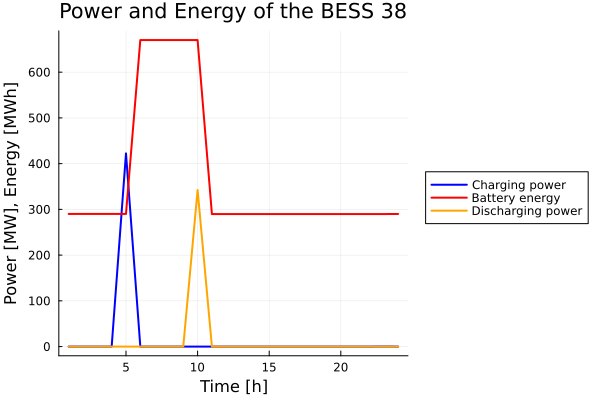 Power and Energy of the BESS 38
Power [MW], Energy [MWh]
600
500
400
300
200
100
0
5
10
15
20
Time [h]
Charging power
Battery energy
Discharging power